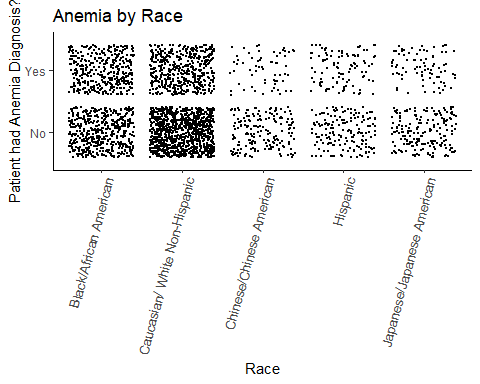 Anemia by Race
Patient had Anemia Diagnosis?
Yes
No
Black/African American
Caucasian/ White Non-Hispanic
Chinese/Chinese American
Hispanic
Japanese/Japanese American
Race